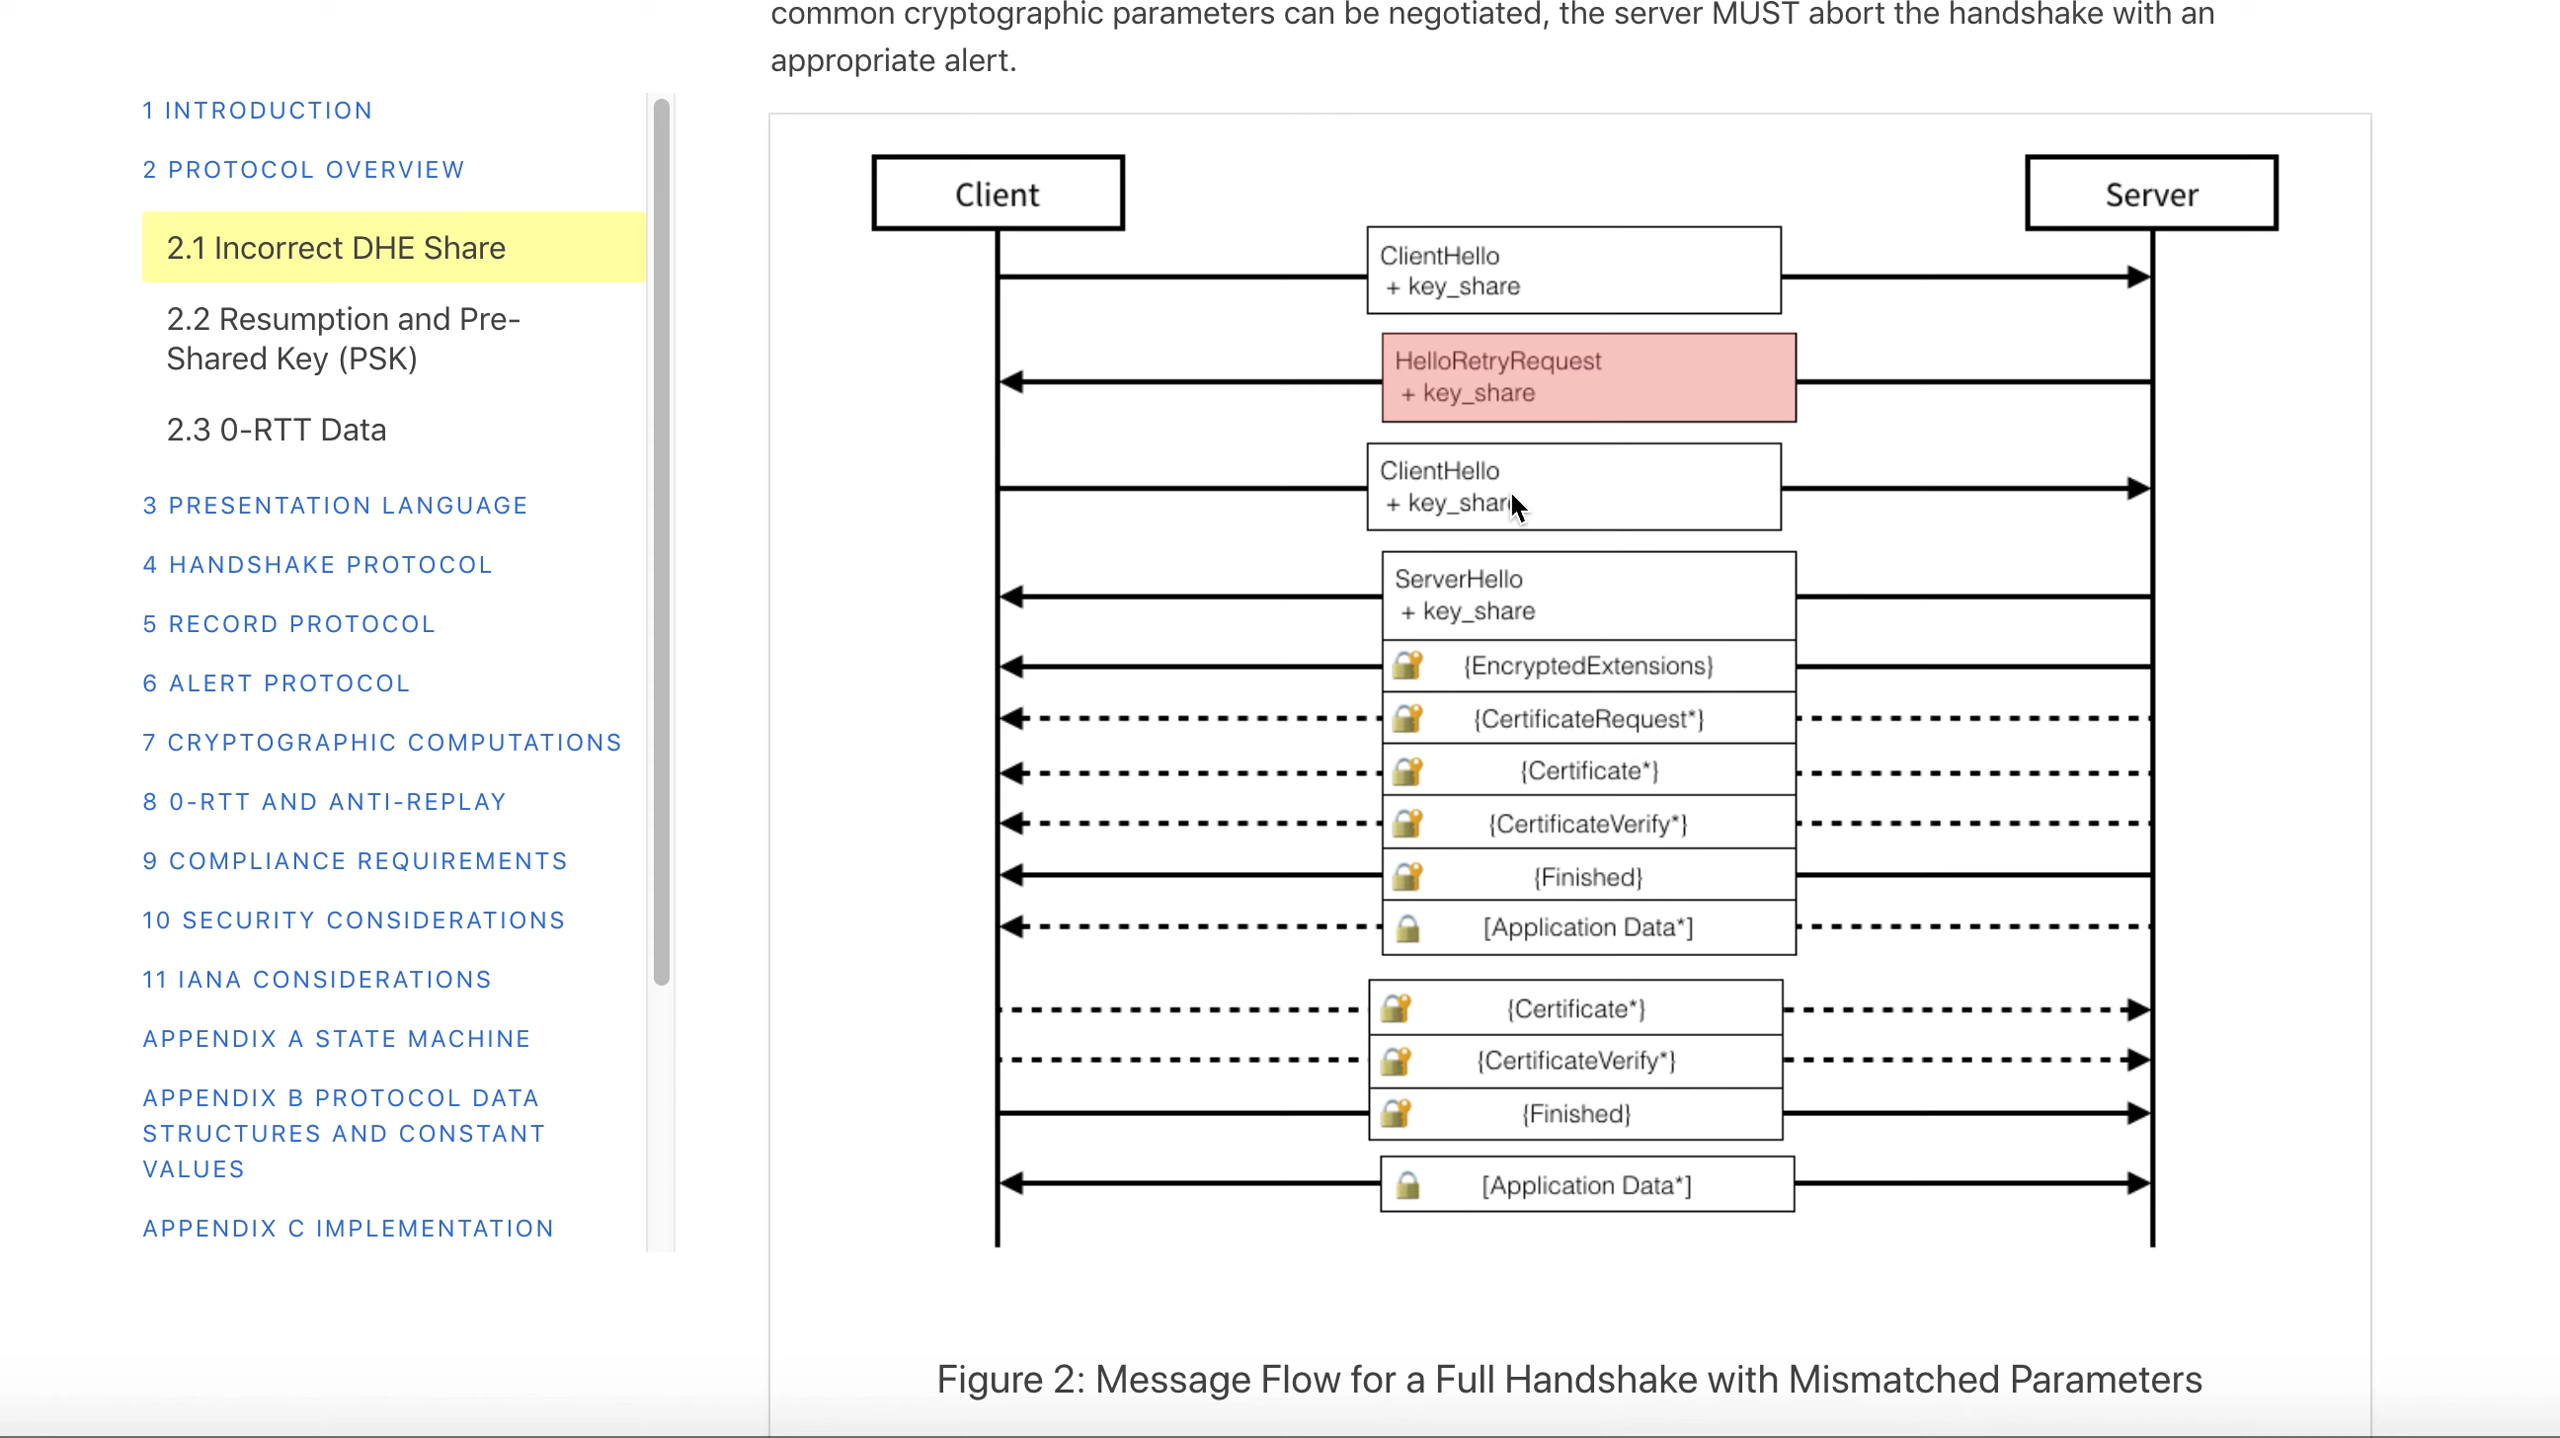 common cryptographic parameters can be negotiated, the server MUST abort the handshake with an
appropriate alert.
1 INTRODUCTION
2 PROTOCOL OVERVIEW
2.1 Incorrect DHE Share
2.2 Resumption and Pre-
Shared Key (PSK)
2.3 0-RTT Data
3 PRESENTATION LANGUAGE
4 HANDSHAKE PROTOCOL
5 RECORD PROTOCOL
6 ALERT PROTOCOL
7 CRYPTOGRAPHIC COMPUTATIONS
8 0-RTT AND ANTI-REPLAY
9 COMPLIANCE REQUIREMENTS
10 SECURITY CONSIDERATIONS
11 IANA CONSIDERATIONS
APPENDIX A STATE MACHINE
APPENDIX B PROTOCOL DATA
STRUCTURES AND CONSTANT
VALUES
APPENDIX C IMPLEMENTATION
Client
Server
ClientHello
+ key_share
HelloRetryRequest
+ key_share
ClientHello
+ key_share
ServerHello
+ key_share
{EncryptedExtensions}
{CertificateRequest*}
{Certificate*}
{CertificateVerify*}
{Finished}
[Application Data*]
{Certificate*}
{CertificateVerify*}
{Finished}
[Application Data*]
Figure 2: Message Flow for a Full Handshake with Mismatched Parameters